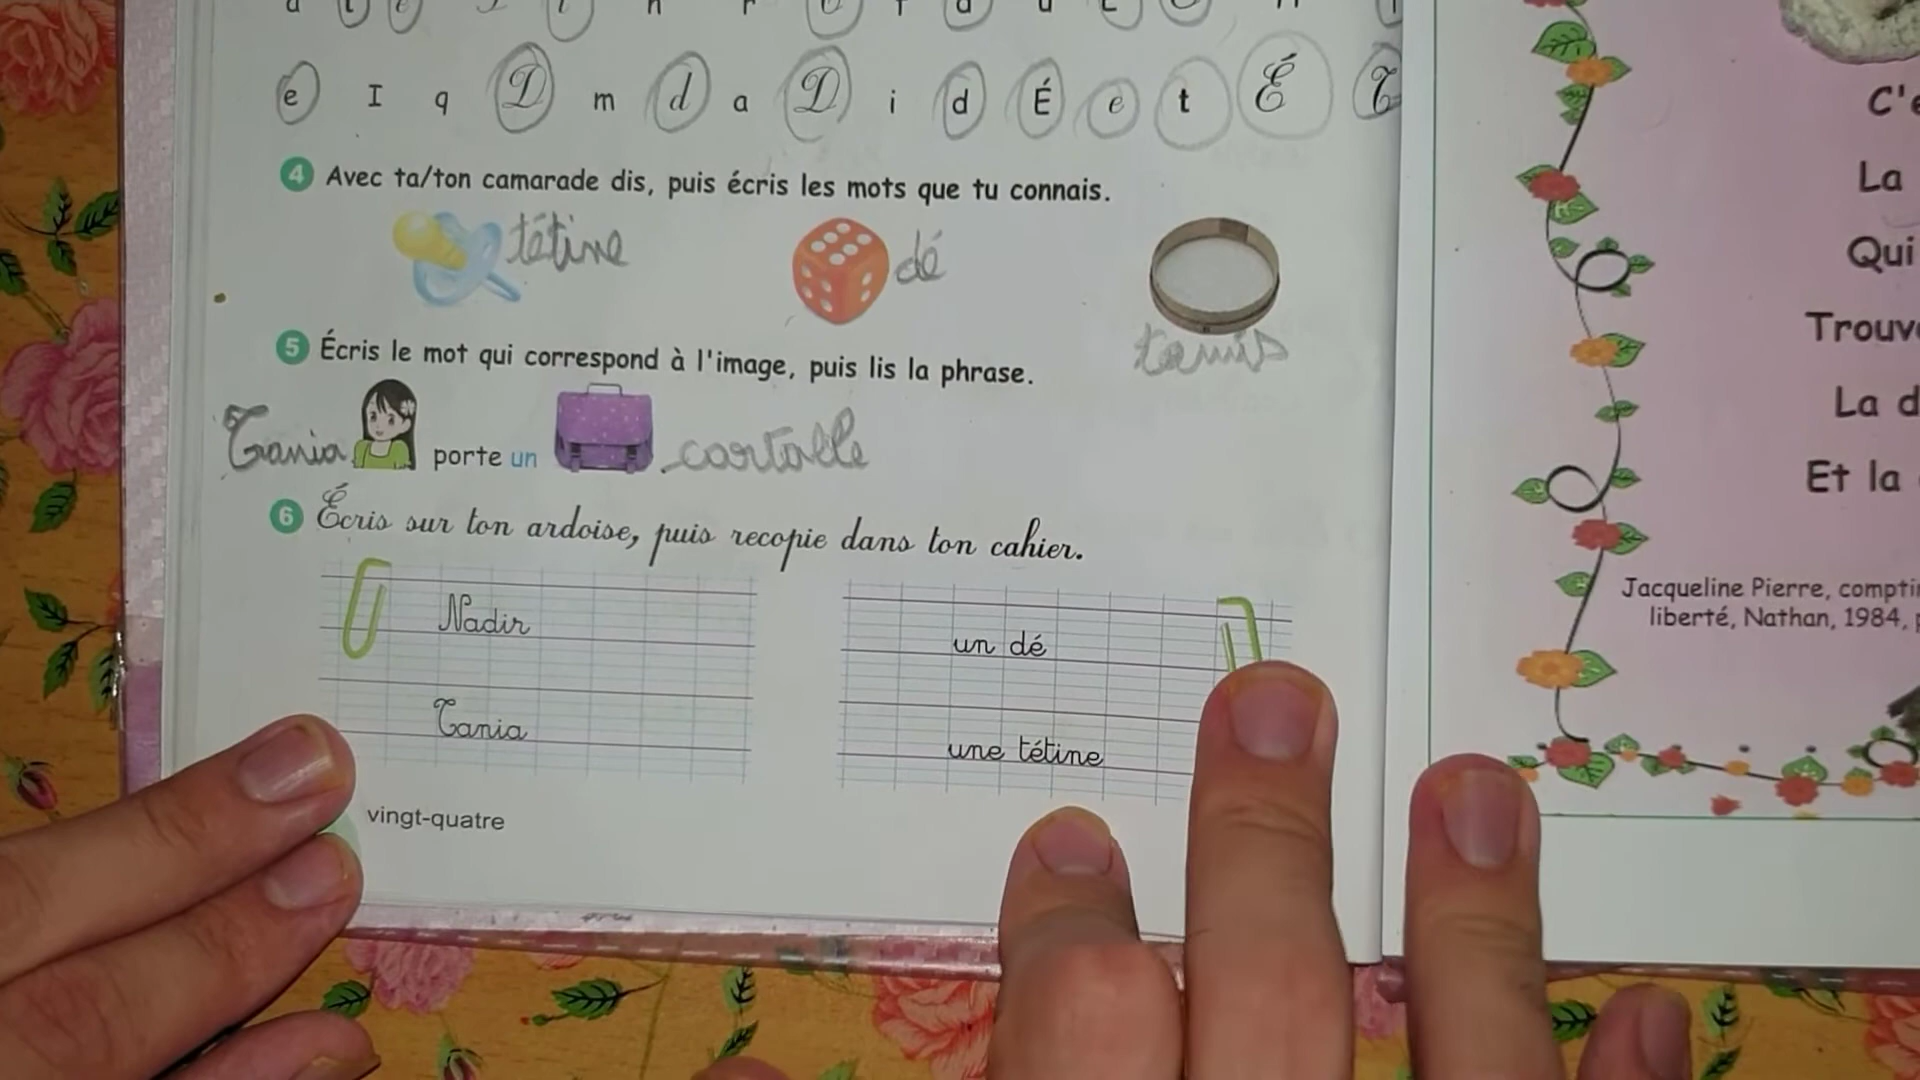 e I q D m d a D i d É e t É T
4 Avec ta/ton camarade dis, puis écris les mots que tu connais.
tétine dé
tamis
5 Écris le mot qui correspond à l'image, puis lis la phrase.
Tania porte un cartable
6 Écris sur ton ardoise, puis recopie dans ton cahier.
Nadir
un dé
Tania
une tétine
vingt-quatre
C'e
La
Qui
Trouv
La d
Et la
Jacqueline Pierre, compti
liberté, Nathan, 1984, p